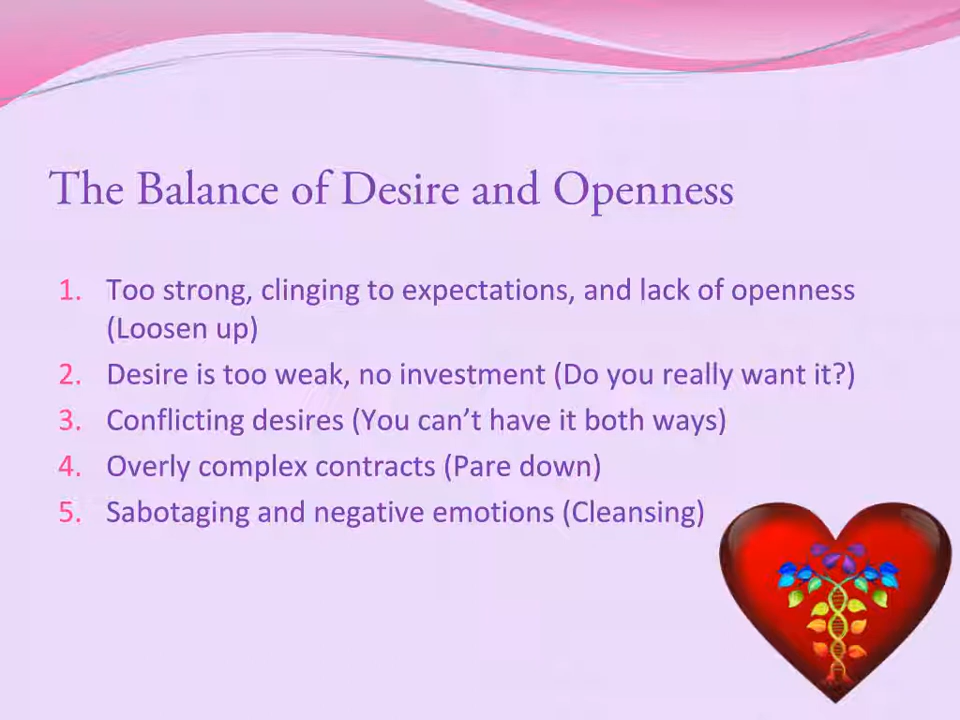 The Balance of Desire and Openness
1. Too strong, clinging to expectations, and lack of openness
(Loosen up)
2. Desire is too weak, no investment (Do you really want it?)
3. Conflicting desires (You can’t have it both ways)
4. Overly complex contracts (Pare down)
5. Sabotaging and negative emotions (Cleansing)